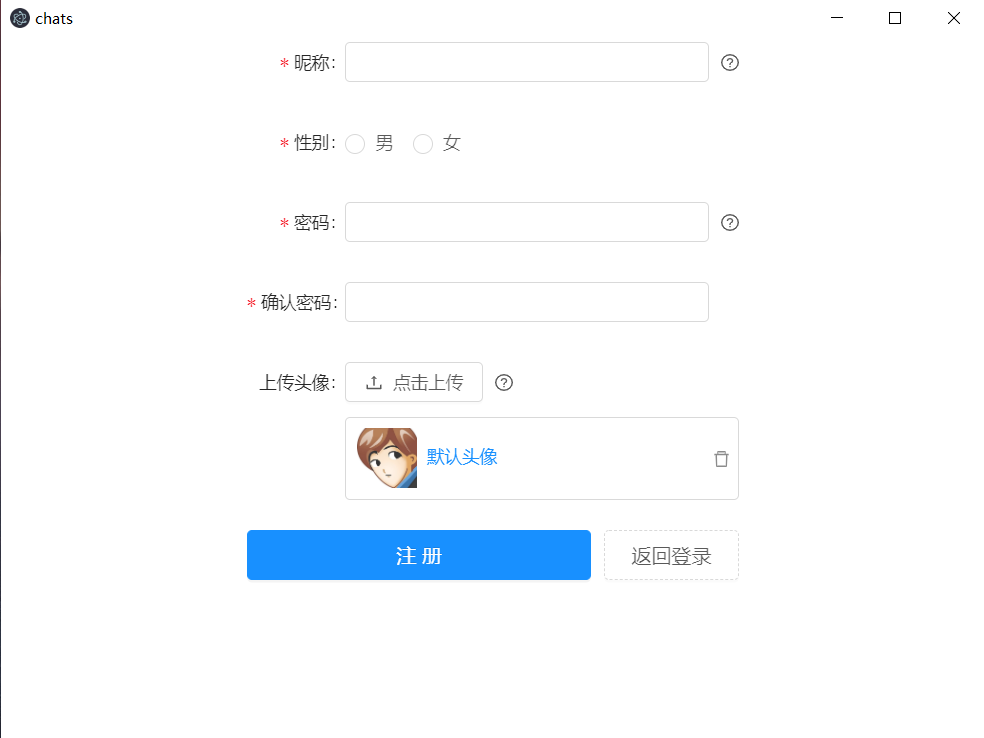 chats
* 昵称:
* 性别: 男 女
* 密码:
* 确认密码:
上传头像: 点击上传
默认头像
注 册 返回登录